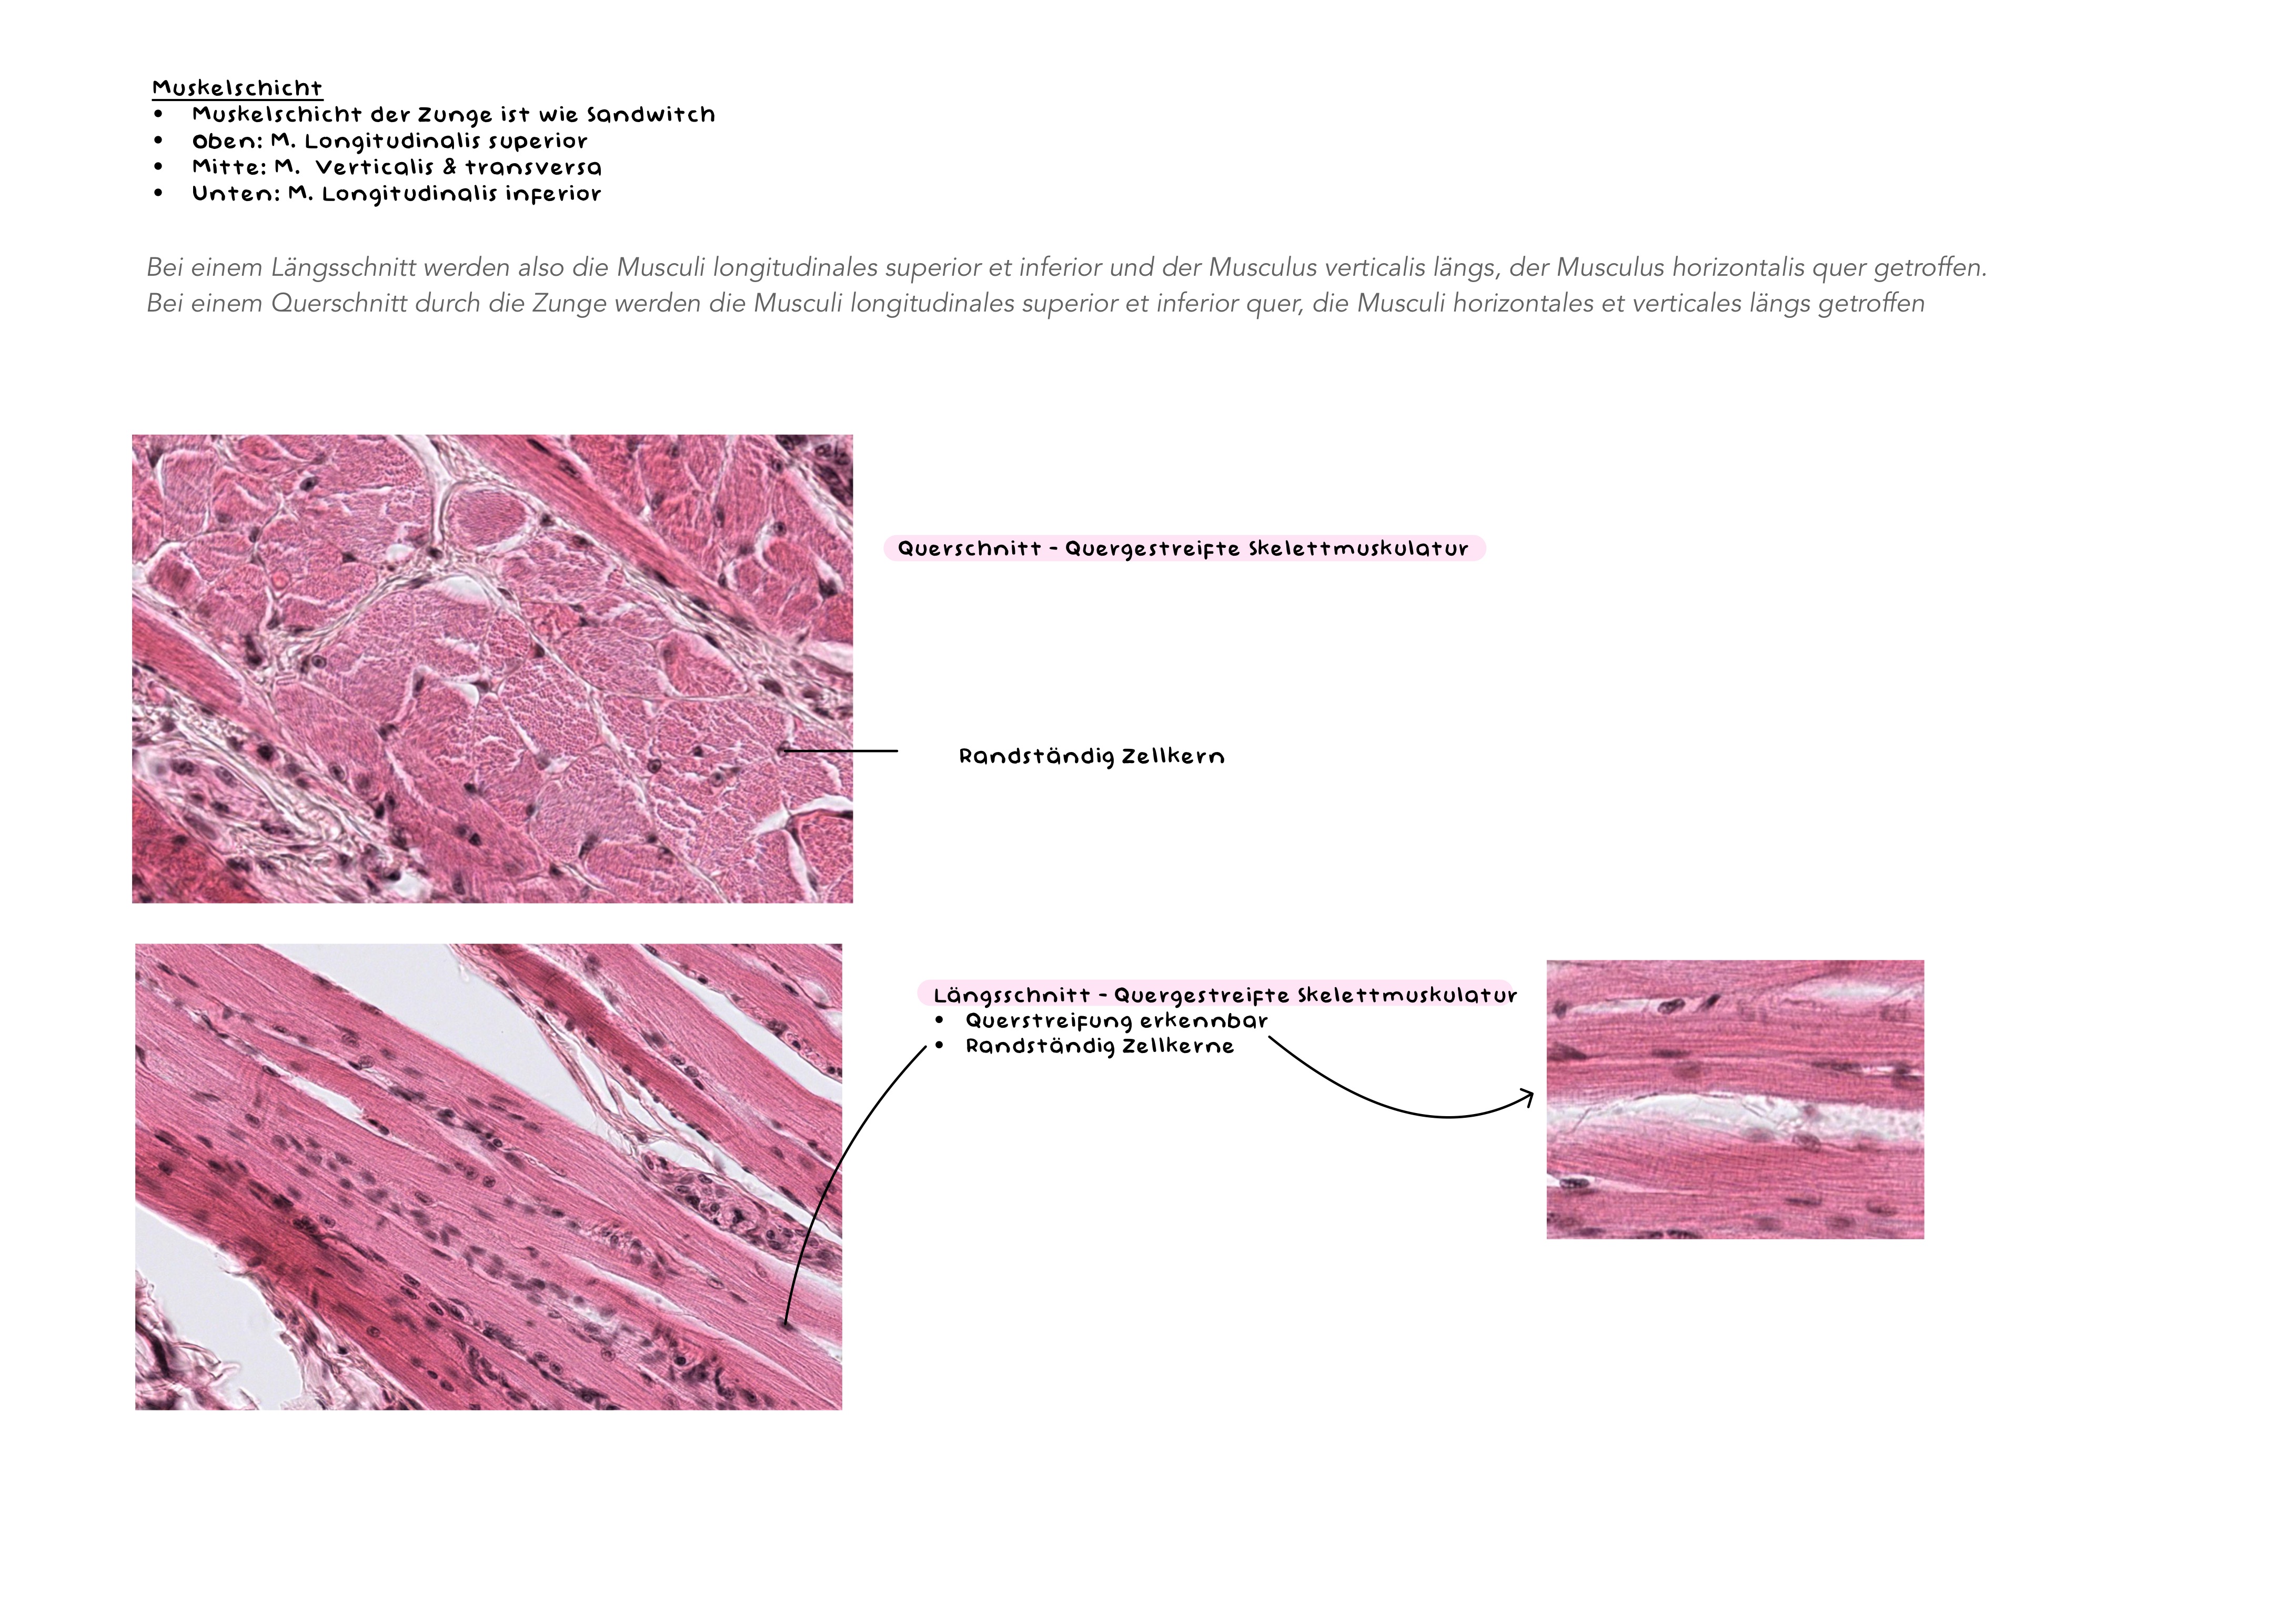 Muskelschicht
• Muskelschicht der Zunge ist wie Sandwitch
• Oben: M. Longitudinalis superior
• Mitte: M. Verticalis & transversa
• Unten: M. Longitudinalis inferior
Bei einem Längsschnitt werden also die Musculi longitudinales superior et inferior und der Musculus verticalis längs, der Musculus horizontalis quer getroffen.
Bei einem Querschnitt durch die Zunge werden die Musculi longitudinales superior et inferior quer, die Musculi horizontales et verticales längs getroffen
Querschnitt - Quergestreifte Skelettmuskulatur
Randständig Zellkern
Längsschnitt - Quergestreifte Skelettmuskulatur
• Querstreifung erkennbar
• Randständig Zellkerne